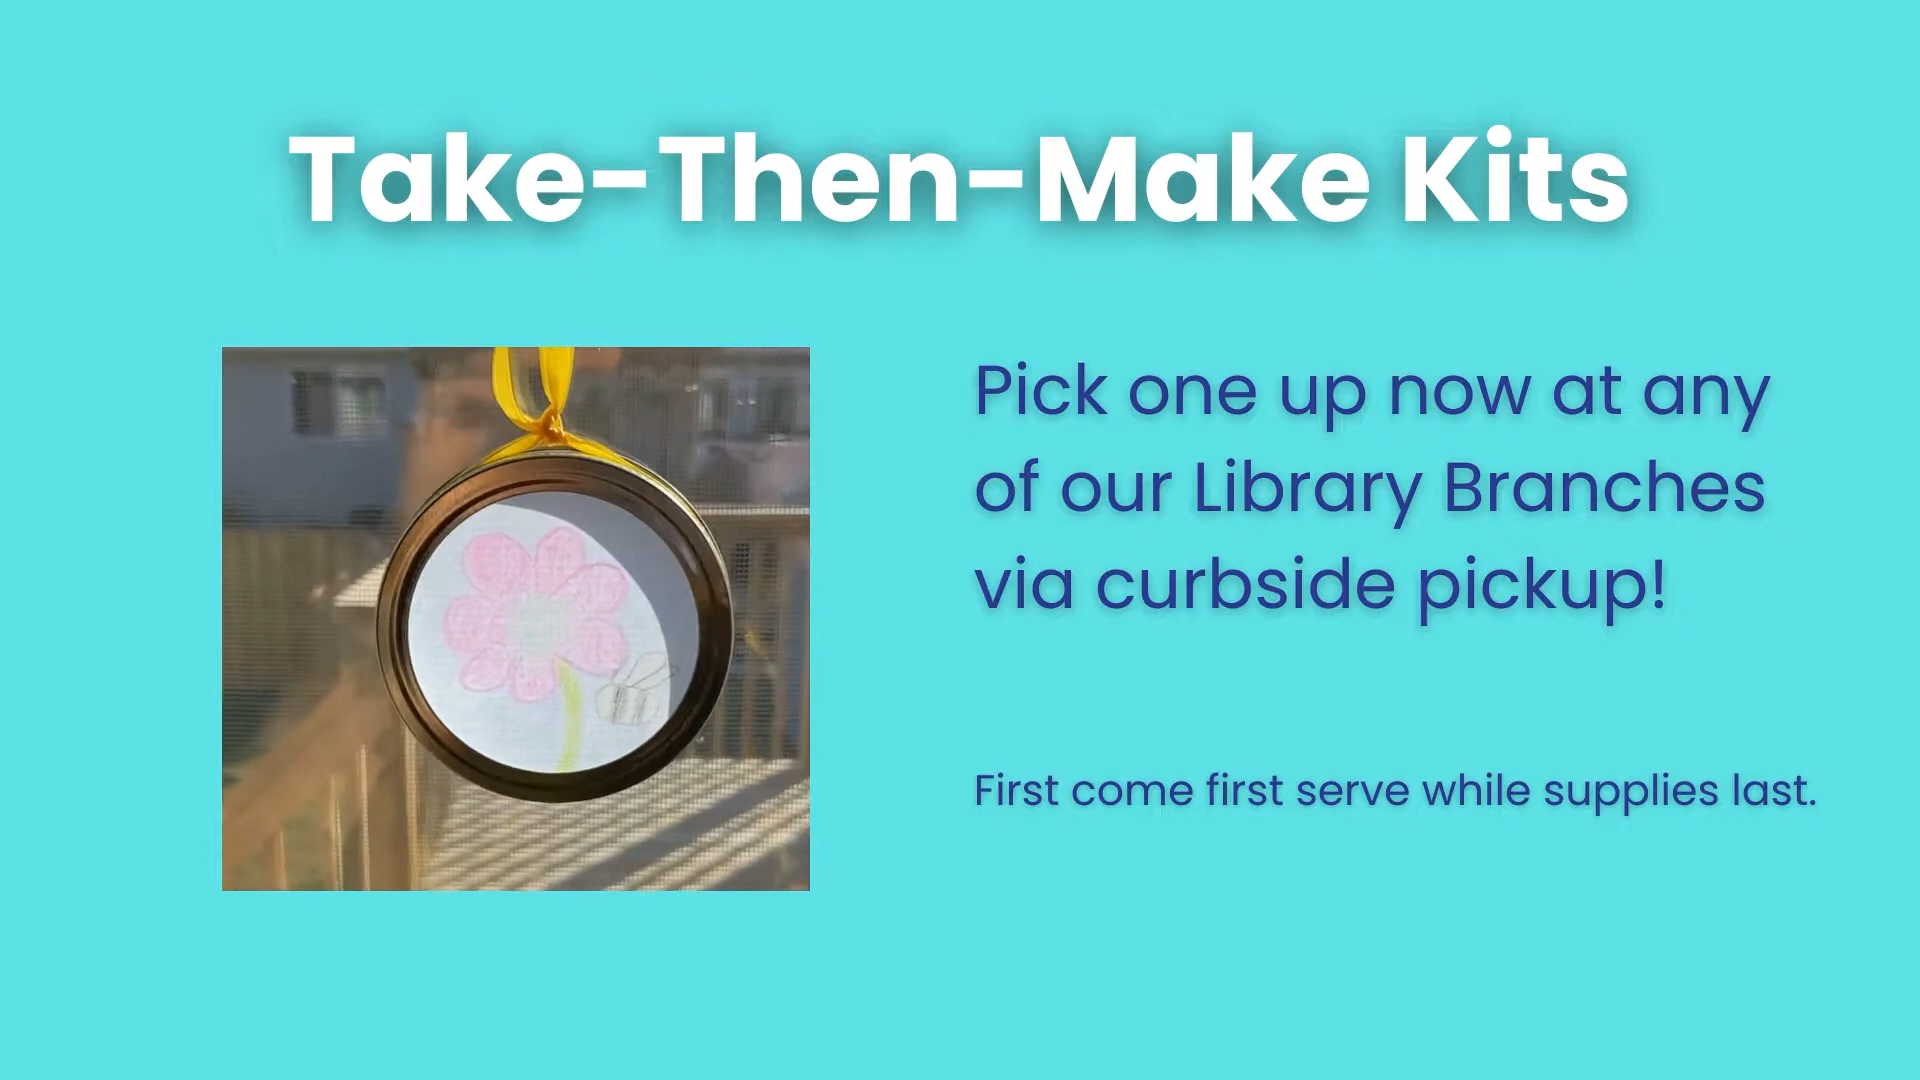 Take-Then-Make Kits
Pick one up now at any
of our Library Branches
via curbside pickup!
First come first serve while supplies last.